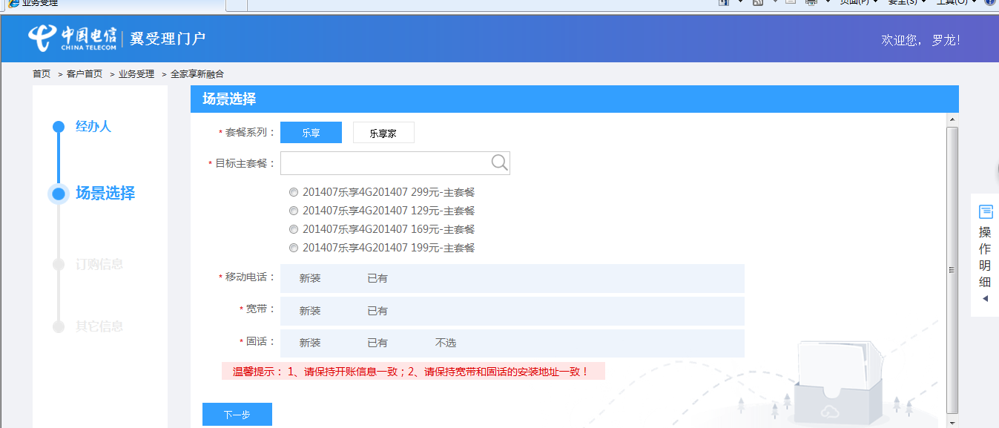 业务受理
页面(P) 安全(S) 工具(O)
中国电信 CHINA TELECOM 翼受理门户
欢迎您， 罗龙!
首页 > 客户首页 > 业务受理 > 全家享新融合
经办人
场景选择
订购信息
其它信息
场景选择
* 套餐系列： 乐享 乐享家
* 目标主套餐：
201407乐享4G201407 299元-主套餐
201407乐享4G201407 129元-主套餐
201407乐享4G201407 169元-主套餐
201407乐享4G201407 199元-主套餐
* 移动电话： 新装 已有
* 宽带： 新装 已有
* 固话： 新装 已有 不选
温馨提示： 1、请保持开账信息一致；2、请保持宽带和固话的安装地址一致！
下一步
操作明细